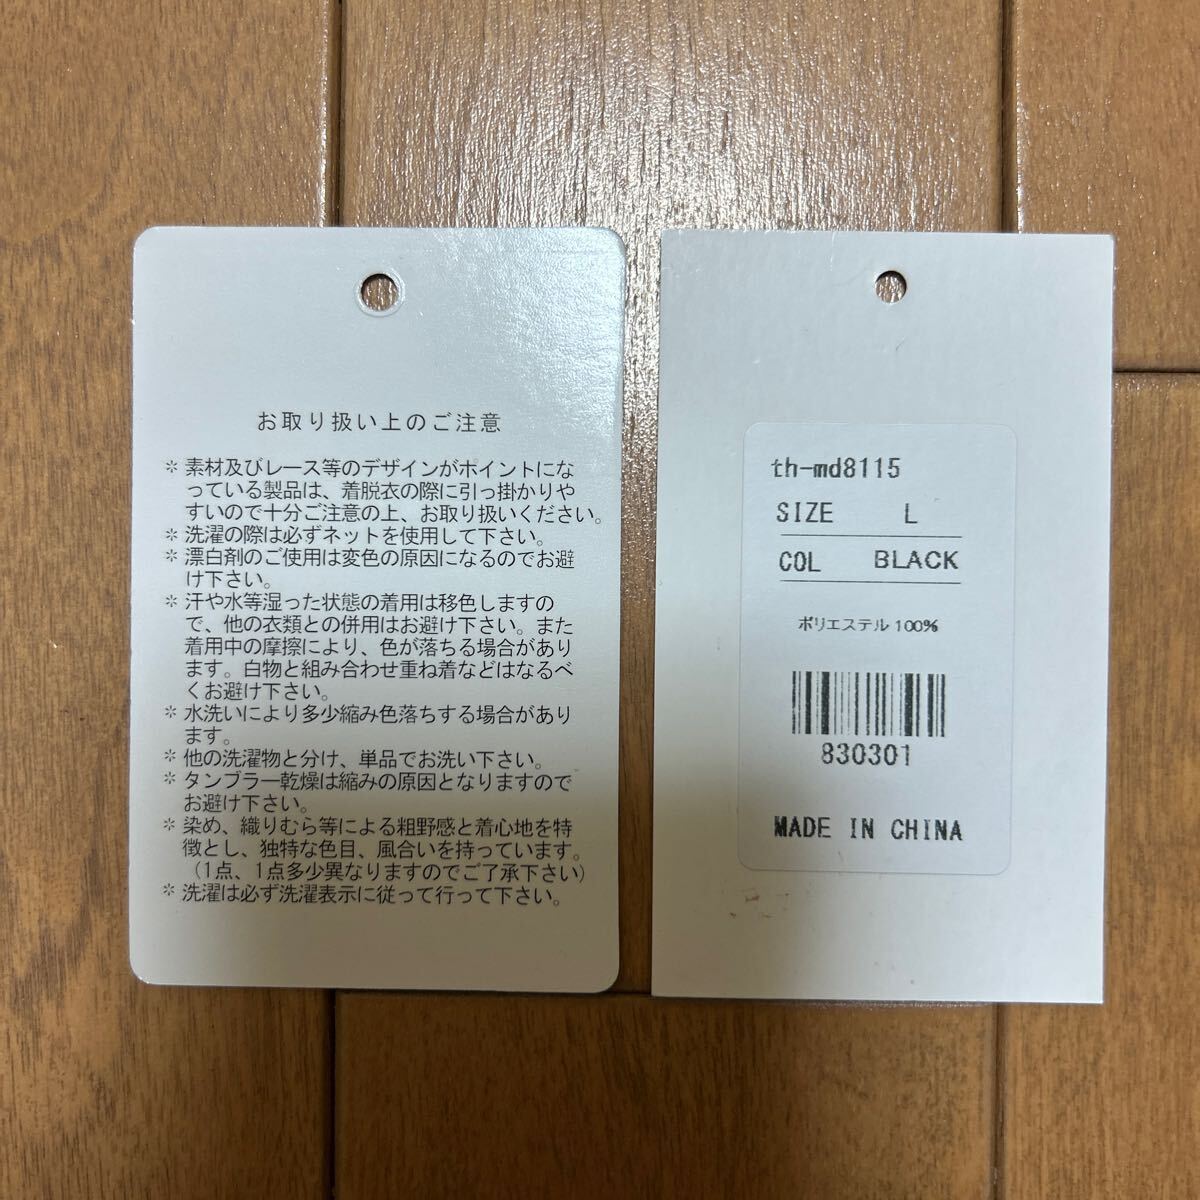 お取り扱い上のご注意
＊ 素材及びレース等のデザインがポイントにな
っている製品は、着脱衣の際に引っ掛かりや
すいので十分ご注意の上、お取り扱いください。
＊ 洗濯の際は必ずネットを使用して下さい。
＊ 漂白剤のご使用は変色の原因になるのでお避
け下さい。
＊ 汗や水等湿った状態の着用は移色しますの
で、他の衣類との併用はお避け下さい。また
着用中の摩擦により、色が落ちる場合があり
ます。白物と組み合わせ重ね着などはなるべ
くお避け下さい。
＊ 水洗いにより多少縮み色落ちする場合があり
ます。
＊ 他の洗濯物と分け、単品でお洗い下さい。
＊ タンブラー乾燥は縮みの原因となりますので
お避け下さい。
＊ 染め、織りむら等による粗野感と着心地を特
徴とし、独特な色目、風合いを持っています。
（1点、1点多少異なりますのでご了承下さい）
＊ 洗濯は必ず洗濯表示に従って行って下さい。
th-md8115
SIZE L
COL BLACK
ポリエステル 100%
830301
MADE IN CHINA